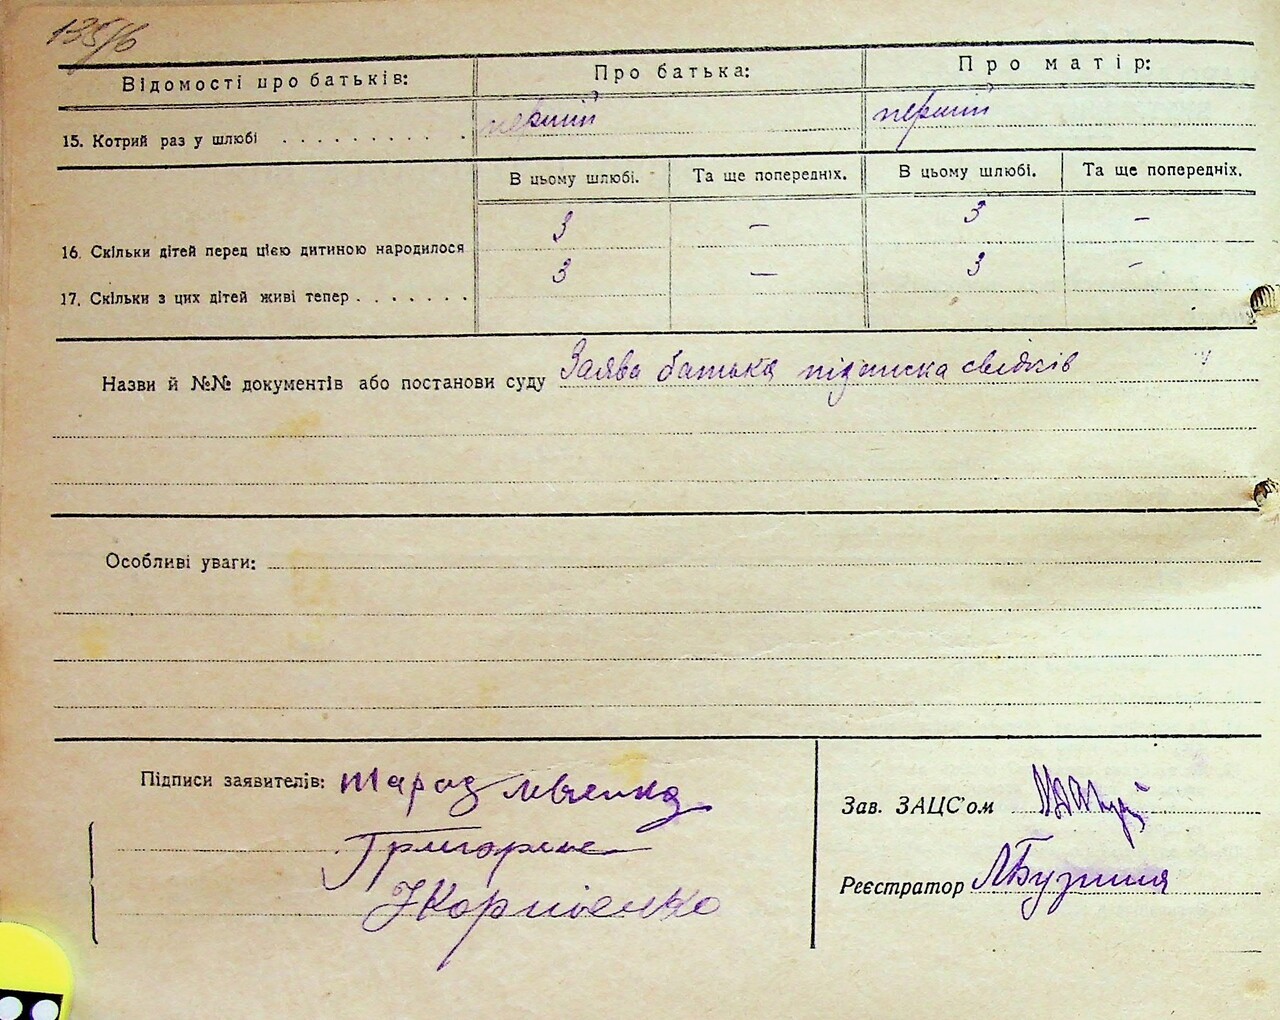 135/6
Відомості про батьків: Про батька: Про матір:
15. Котрий раз у шлюбі . . . . . . . . . . перший перший
В цьому шлюбі. Та ще попередніх. В цьому шлюбі. Та ще попередніх.
16. Скільки дітей перед цією дитиною народилося 3 — 3 —
17. Скільки з цих дітей живі тепер . . . . . . . 3 — 3 —
Назви й №№ документів або постанови суду Заява батька підписка свідків
Особливі уваги:
Підписи заявителів: Тарас Левченко
Зав. ЗАЦС'ом
Григоренко
Реєстратор
Корнієнко